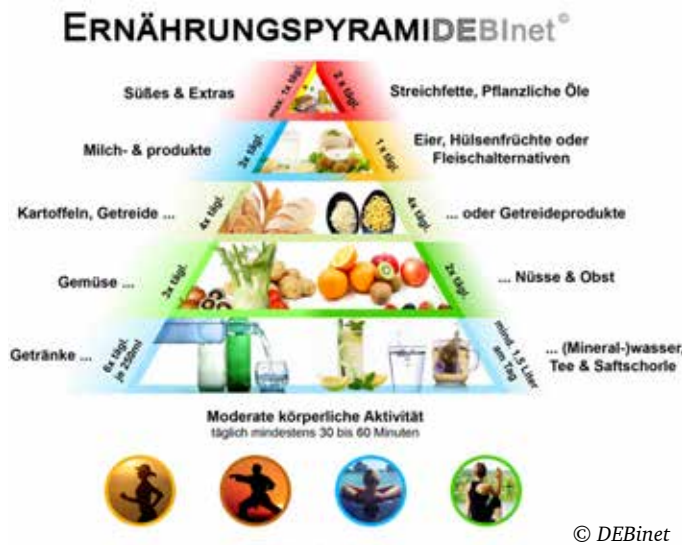 ERNÄHRUNGSPYRAMIDEBInet©
Süßes & Extras
max. 1x tägl.
2 x tägl.
Streichfette, Pflanzliche Öle
Milch- & produkte
3x tägl.
1 x tägl.
Eier, Hülsenfrüchte oder
Fleischalternativen
Kartoffeln, Getreide ...
4x tägl.
4x tägl.
... oder Getreideprodukte
Gemüse ...
3x tägl.
2x tägl.
... Nüsse & Obst
Getränke ...
6x tägl.
je 250ml
mind. 1,5 Liter
am Tag
... (Mineral-)wasser,
Tee & Saftschorle
Moderate körperliche Aktivität
täglich mindestens 30 bis 60 Minuten
© DEBinet